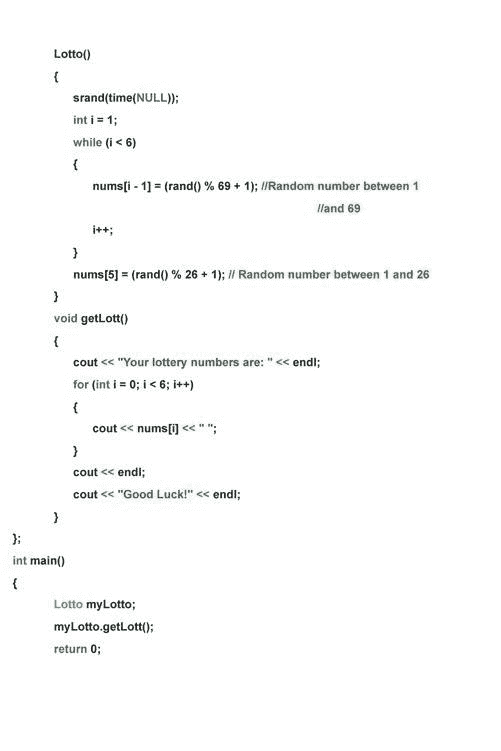 Lotto()
{
srand(time(NULL));
int i = 1;
while (i < 6)
{
nums[i - 1] = (rand() % 69 + 1); //Random number between 1
//and 69
i++;
}
nums[5] = (rand() % 26 + 1); // Random number between 1 and 26
}
void getLott()
{
cout << "Your lottery numbers are: " << endl;
for (int i = 0; i < 6; i++)
{
cout << nums[i] << " ";
}
cout << endl;
cout << "Good Luck!" << endl;
}
};
int main()
{
Lotto myLotto;
myLotto.getLott();
return 0;